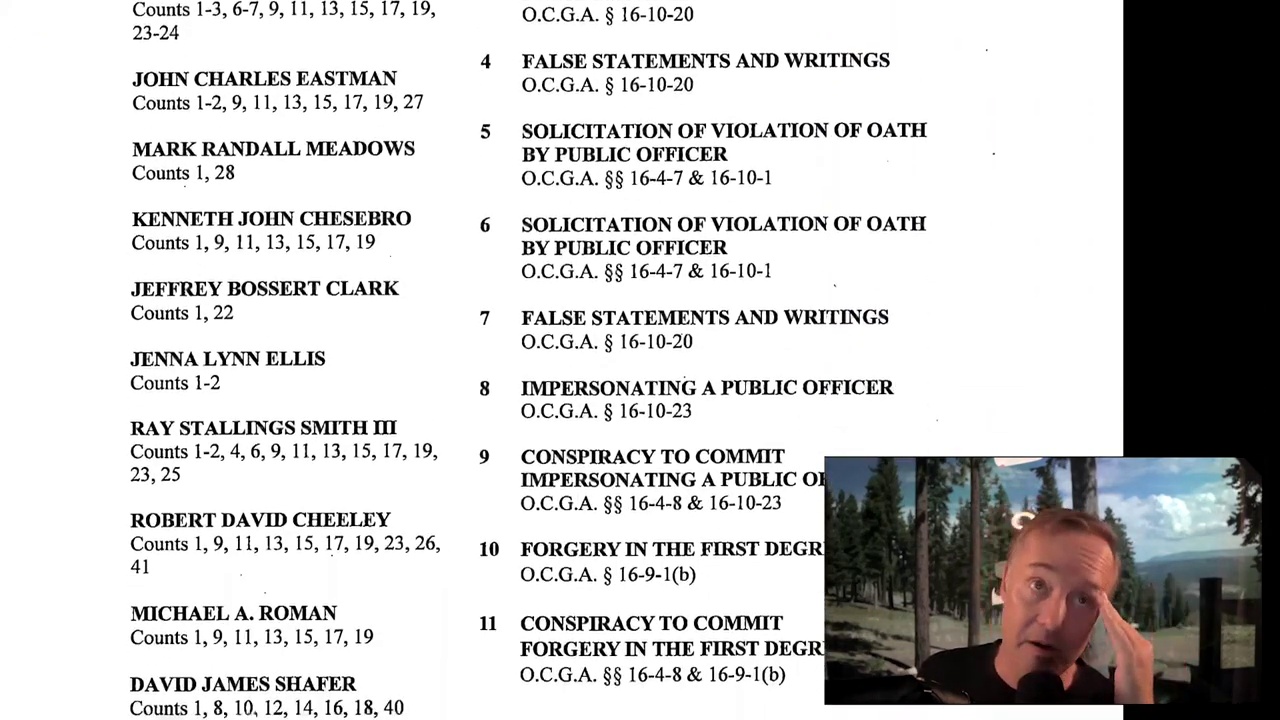 Counts 1-3, 6-7, 9, 11, 13, 15, 17, 19,
23-24
JOHN CHARLES EASTMAN
Counts 1-2, 9, 11, 13, 15, 17, 19, 27
MARK RANDALL MEADOWS
Counts 1, 28
KENNETH JOHN CHESEBRO
Counts 1, 9, 11, 13, 15, 17, 19
JEFFREY BOSSERT CLARK
Counts 1, 22
JENNA LYNN ELLIS
Counts 1-2
RAY STALLINGS SMITH III
Counts 1-2, 4, 6, 9, 11, 13, 15, 17, 19,
23, 25
ROBERT DAVID CHEELEY
Counts 1, 9, 11, 13, 15, 17, 19, 23, 26,
41
MICHAEL A. ROMAN
Counts 1, 9, 11, 13, 15, 17, 19
DAVID JAMES SHAFER
Counts 1, 8, 10, 12, 14, 16, 18, 40
O.C.G.A. § 16-10-20
4 FALSE STATEMENTS AND WRITINGS
O.C.G.A. § 16-10-20
5 SOLICITATION OF VIOLATION OF OATH
BY PUBLIC OFFICER
O.C.G.A. §§ 16-4-7 & 16-10-1
6 SOLICITATION OF VIOLATION OF OATH
BY PUBLIC OFFICER
O.C.G.A. §§ 16-4-7 & 16-10-1
7 FALSE STATEMENTS AND WRITINGS
O.C.G.A. § 16-10-20
8 IMPERSONATING A PUBLIC OFFICER
O.C.G.A. § 16-10-23
9 CONSPIRACY TO COMMIT
IMPERSONATING A PUBLIC
O.C.G.A. §§ 16-4-8 & 16-10-23
10 FORGERY IN THE FIRST
O.C.G.A. § 16-9-1(b)
11 CONSPIRACY TO COMMIT
FORGERY IN THE FIRST
O.C.G.A. §§ 16-4-8 & 16-9-1(b)